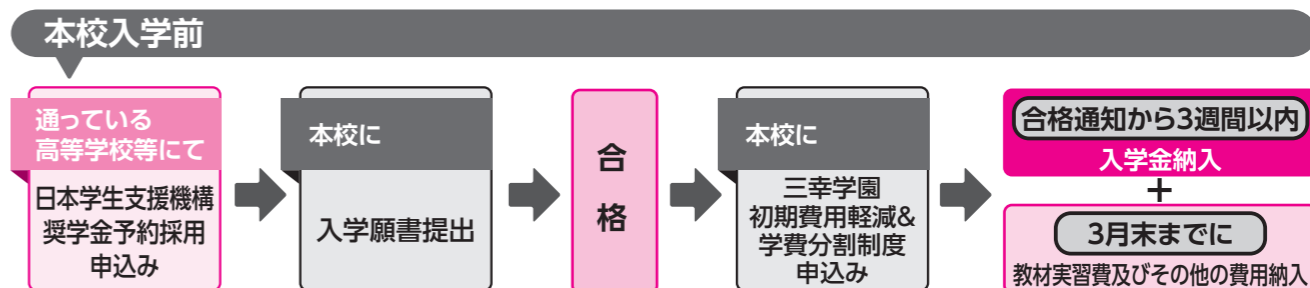 本校入学前
通っている
高等学校等にて
日本学生支援機構
奨学金予約採用
申込み
本校に
入学願書提出
合
格
本校に
三幸学園
初期費用軽減&
学費分割制度
申込み
合格通知から3週間以内
入学金納入
+
3月末までに
教材実習費及びその他の費用納入